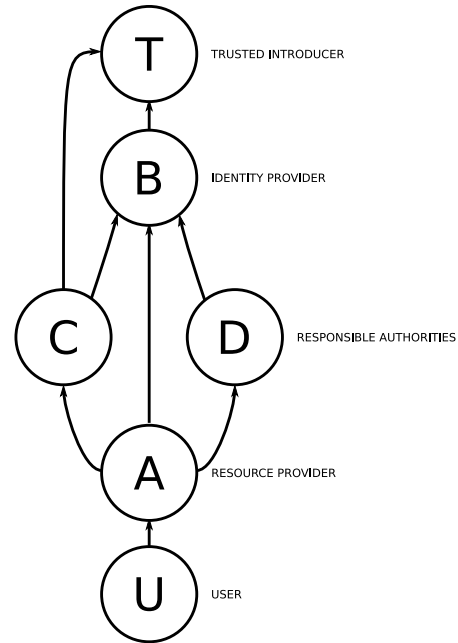 T TRUSTED INTRODUCER
B IDENTITY PROVIDER
C D RESPONSIBLE AUTHORITIES
A RESOURCE PROVIDER
U USER